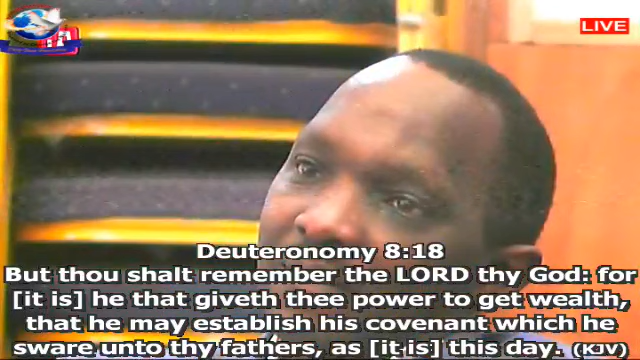 LIVE
Deuteronomy 8:18
But thou shalt remember the LORD thy God: for
[it is] he that giveth thee power to get wealth,
that he may establish his covenant which he
sware unto thy fathers, as [it is] this day. (KJV)